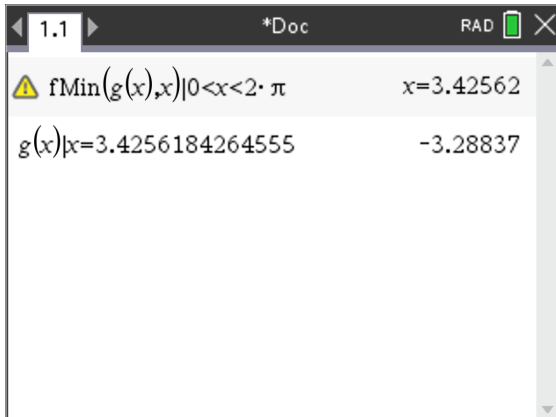 1.1 *Doc RAD
fMin(g(x),x)|0<x<2·π x=3.42562
g(x)|x=3.4256184264555 -3.28837